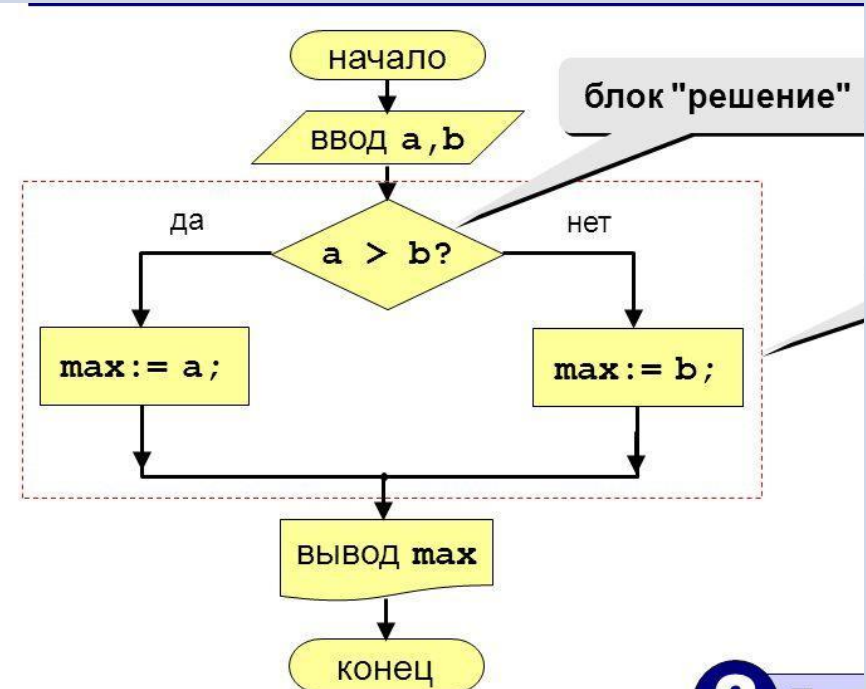 начало
блок "решение"
ввод a,b
да
нет
a > b?
max:= a;
max:= b;
вывод max
конец